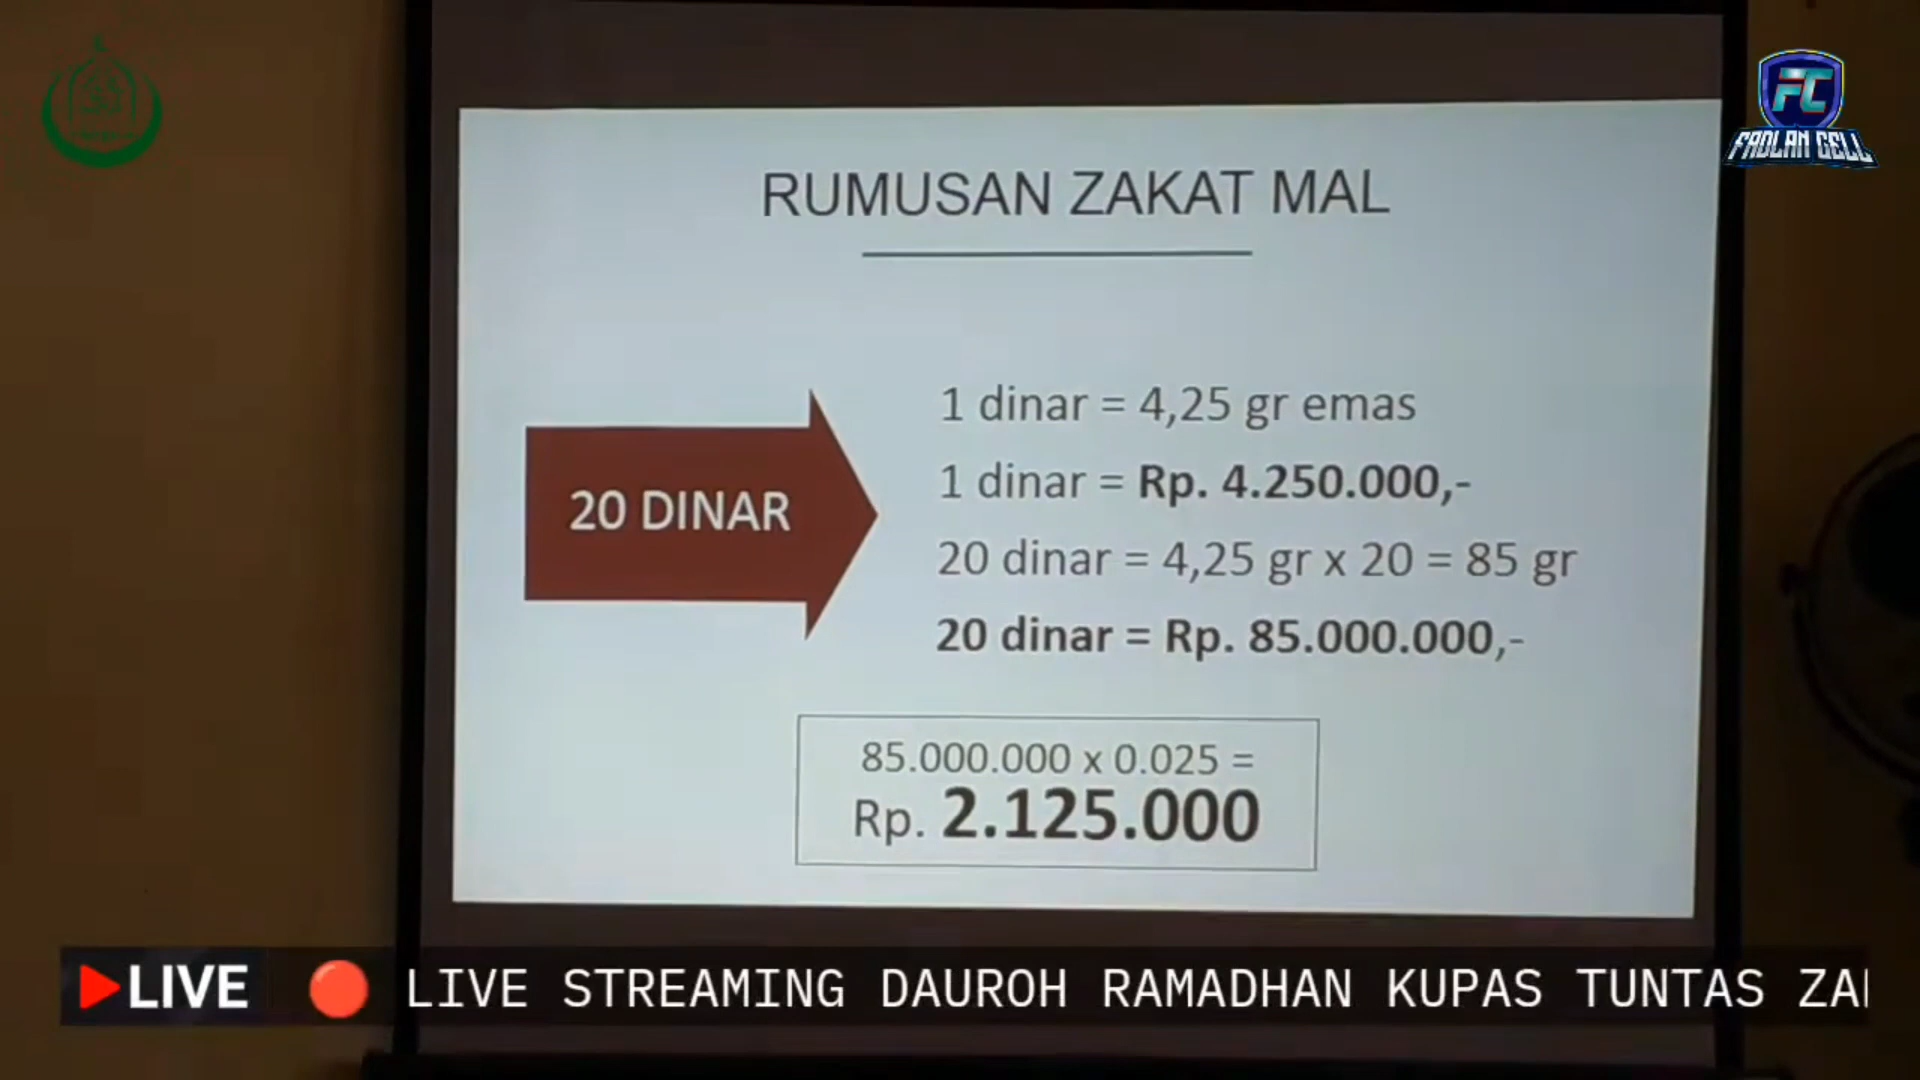 FC
FADLAN CELL
RUMUSAN ZAKAT MAL
20 DINAR
1 dinar = 4,25 gr emas
1 dinar = Rp. 4.250.000,-
20 dinar = 4,25 gr x 20 = 85 gr
20 dinar = Rp. 85.000.000,-
85.000.000 x 0.025 =
Rp. 2.125.000
LIVE
LIVE STREAMING DAUROH RAMADHAN KUPAS TUNTAS